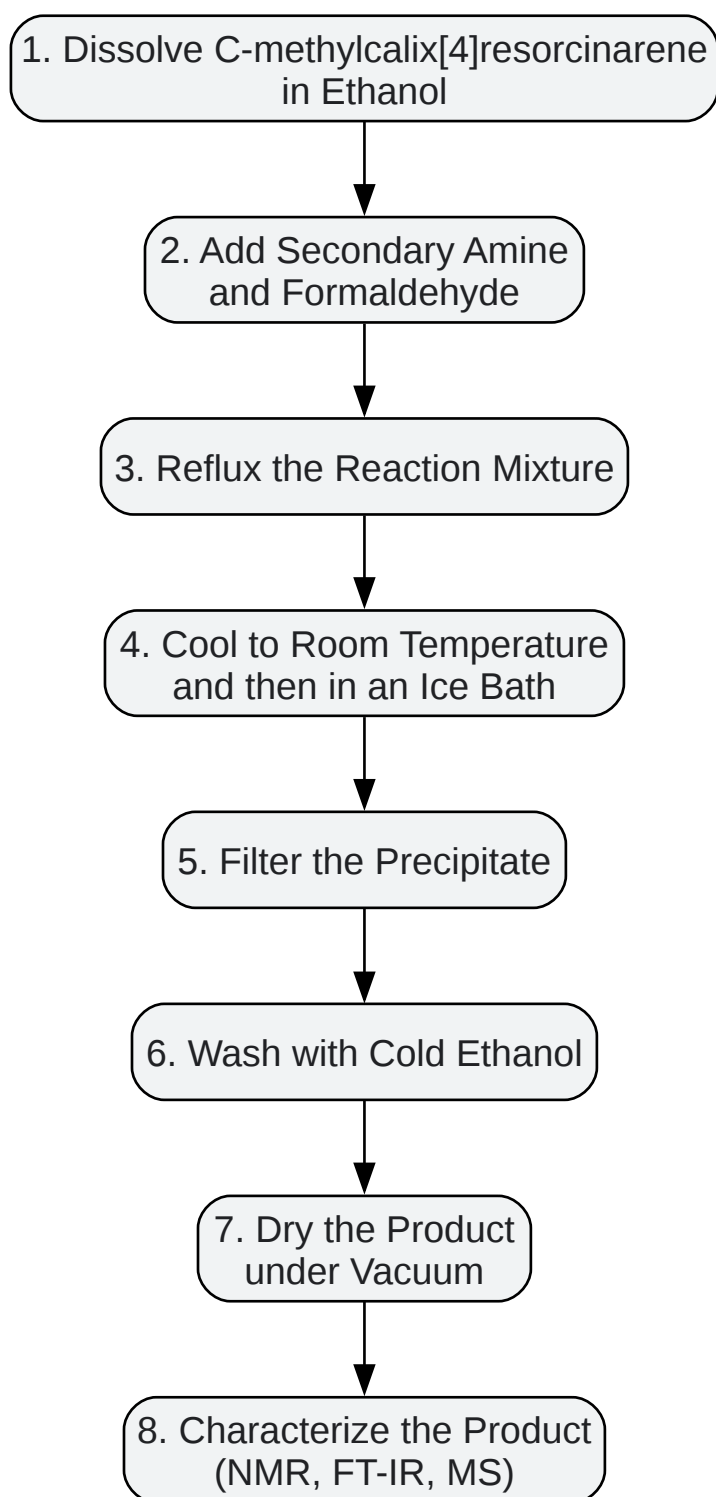 1. Dissolve C-methylcalix[4]resorcinarene
in Ethanol
2. Add Secondary Amine
and Formaldehyde
3. Reflux the Reaction Mixture
4. Cool to Room Temperature
and then in an Ice Bath
5. Filter the Precipitate
6. Wash with Cold Ethanol
7. Dry the Product
under Vacuum
8. Characterize the Product
(NMR, FT-IR, MS)